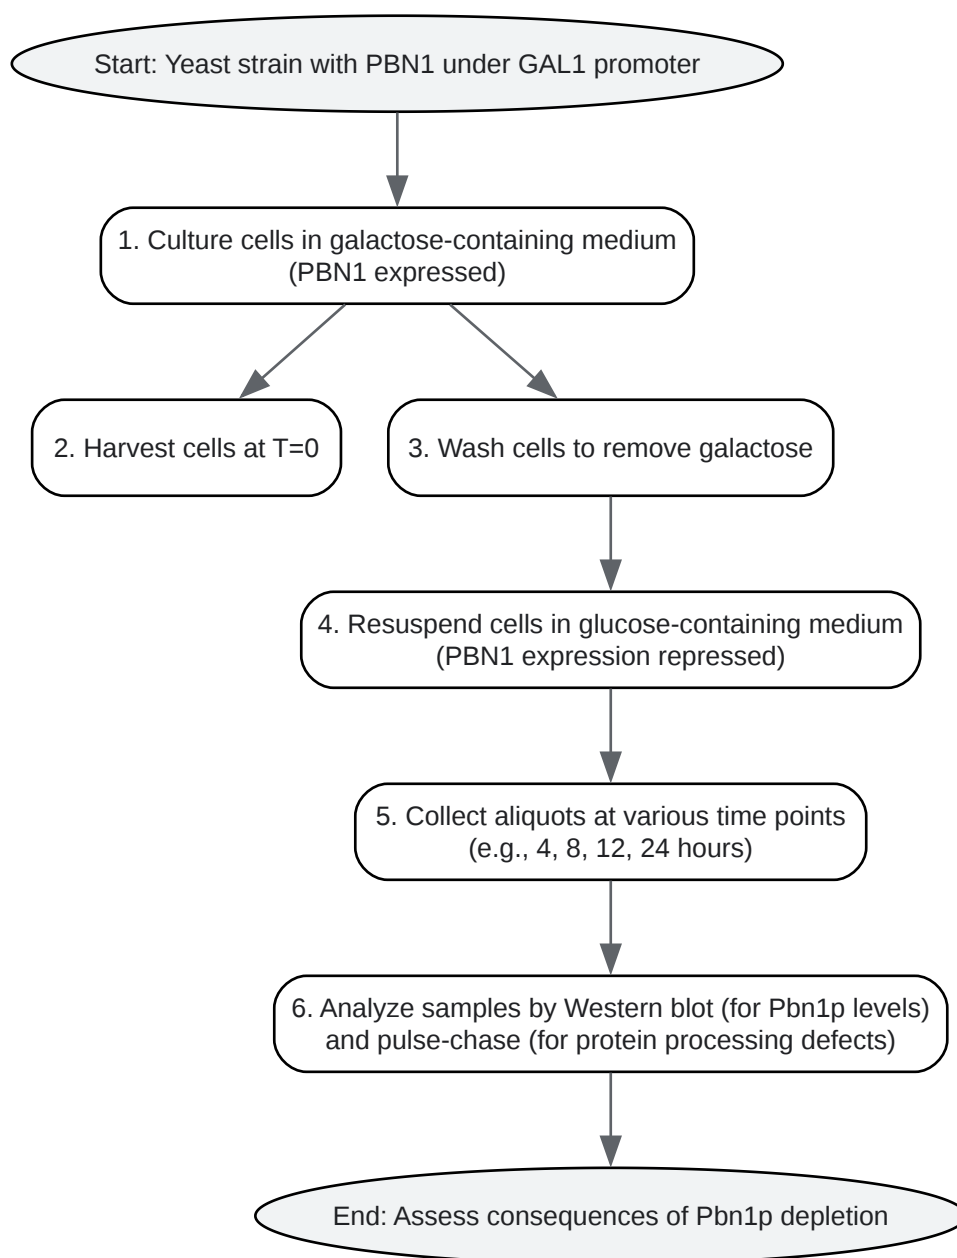 Start: Yeast strain with PBN1 under GAL1 promoter
1. Culture cells in galactose-containing medium
(PBN1 expressed)
2. Harvest cells at T=0
3. Wash cells to remove galactose
4. Resuspend cells in glucose-containing medium
(PBN1 expression repressed)
5. Collect aliquots at various time points
(e.g., 4, 8, 12, 24 hours)
6. Analyze samples by Western blot (for Pbn1p levels)
and pulse-chase (for protein processing defects)
End: Assess consequences of Pbn1p depletion